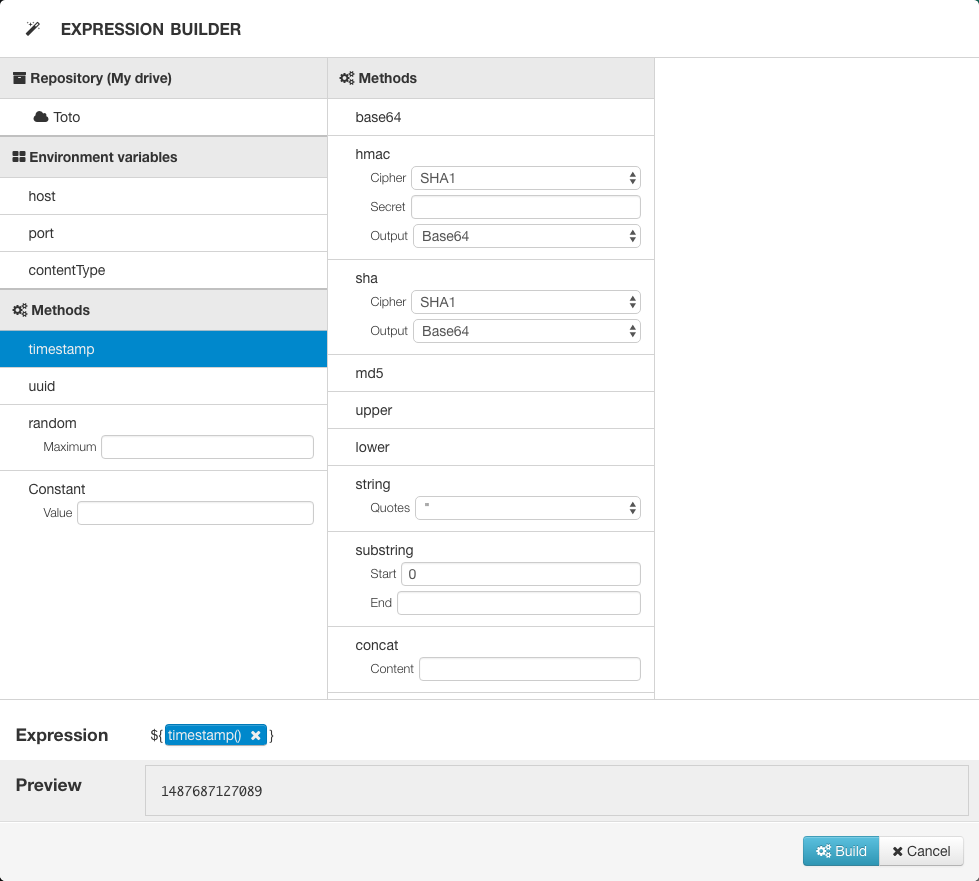 EXPRESSION BUILDER
Repository (My drive)
Toto
Environment variables
host
port
contentType
Methods
timestamp
uuid
random
Maximum
Constant
Value
Methods
base64
hmac
Cipher SHA1
Secret
Output Base64
sha
Cipher SHA1
Output Base64
md5
upper
lower
string
Quotes "
substring
Start 0
End
concat
Content
Expression ${timestamp() ✖}
Preview 1487687127089
Build ✖ Cancel